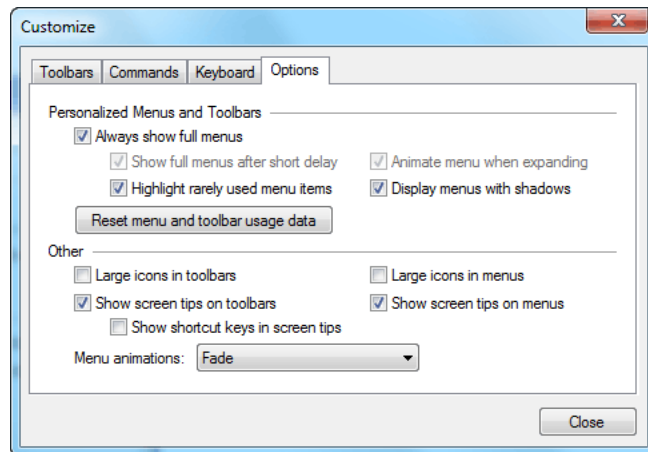 Customize
Toolbars Commands Keyboard Options
Personalized Menus and Toolbars
Always show full menus
Show full menus after short delay Animate menu when expanding
Highlight rarely used menu items Display menus with shadows
Reset menu and toolbar usage data
Other
Large icons in toolbars Large icons in menus
Show screen tips on toolbars Show screen tips on menus
Show shortcut keys in screen tips
Menu animations: Fade
Close